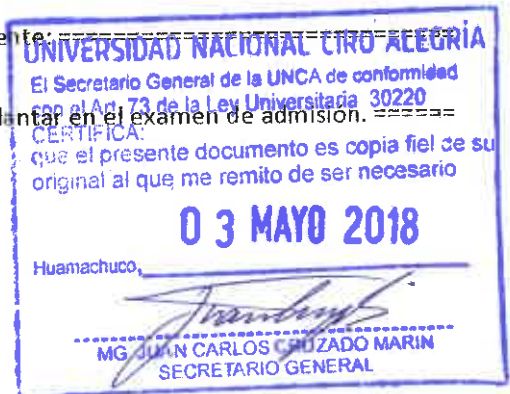 ente: ================
UNIVERSIDAD NACIONAL CIRO ALEGRÍA
El Secretario General de la UNCA de conformidad
con el Art. 73 de la Ley Universitaria 30220
antar en el examen de admisión. ======
CERTIFICA:
que el presente documento es copia fiel de su
original al que me remito de ser necesario
03 MAYO 2018
Huamachuco,
MG. JUAN CARLOS CRUZADO MARIN
SECRETARIO GENERAL